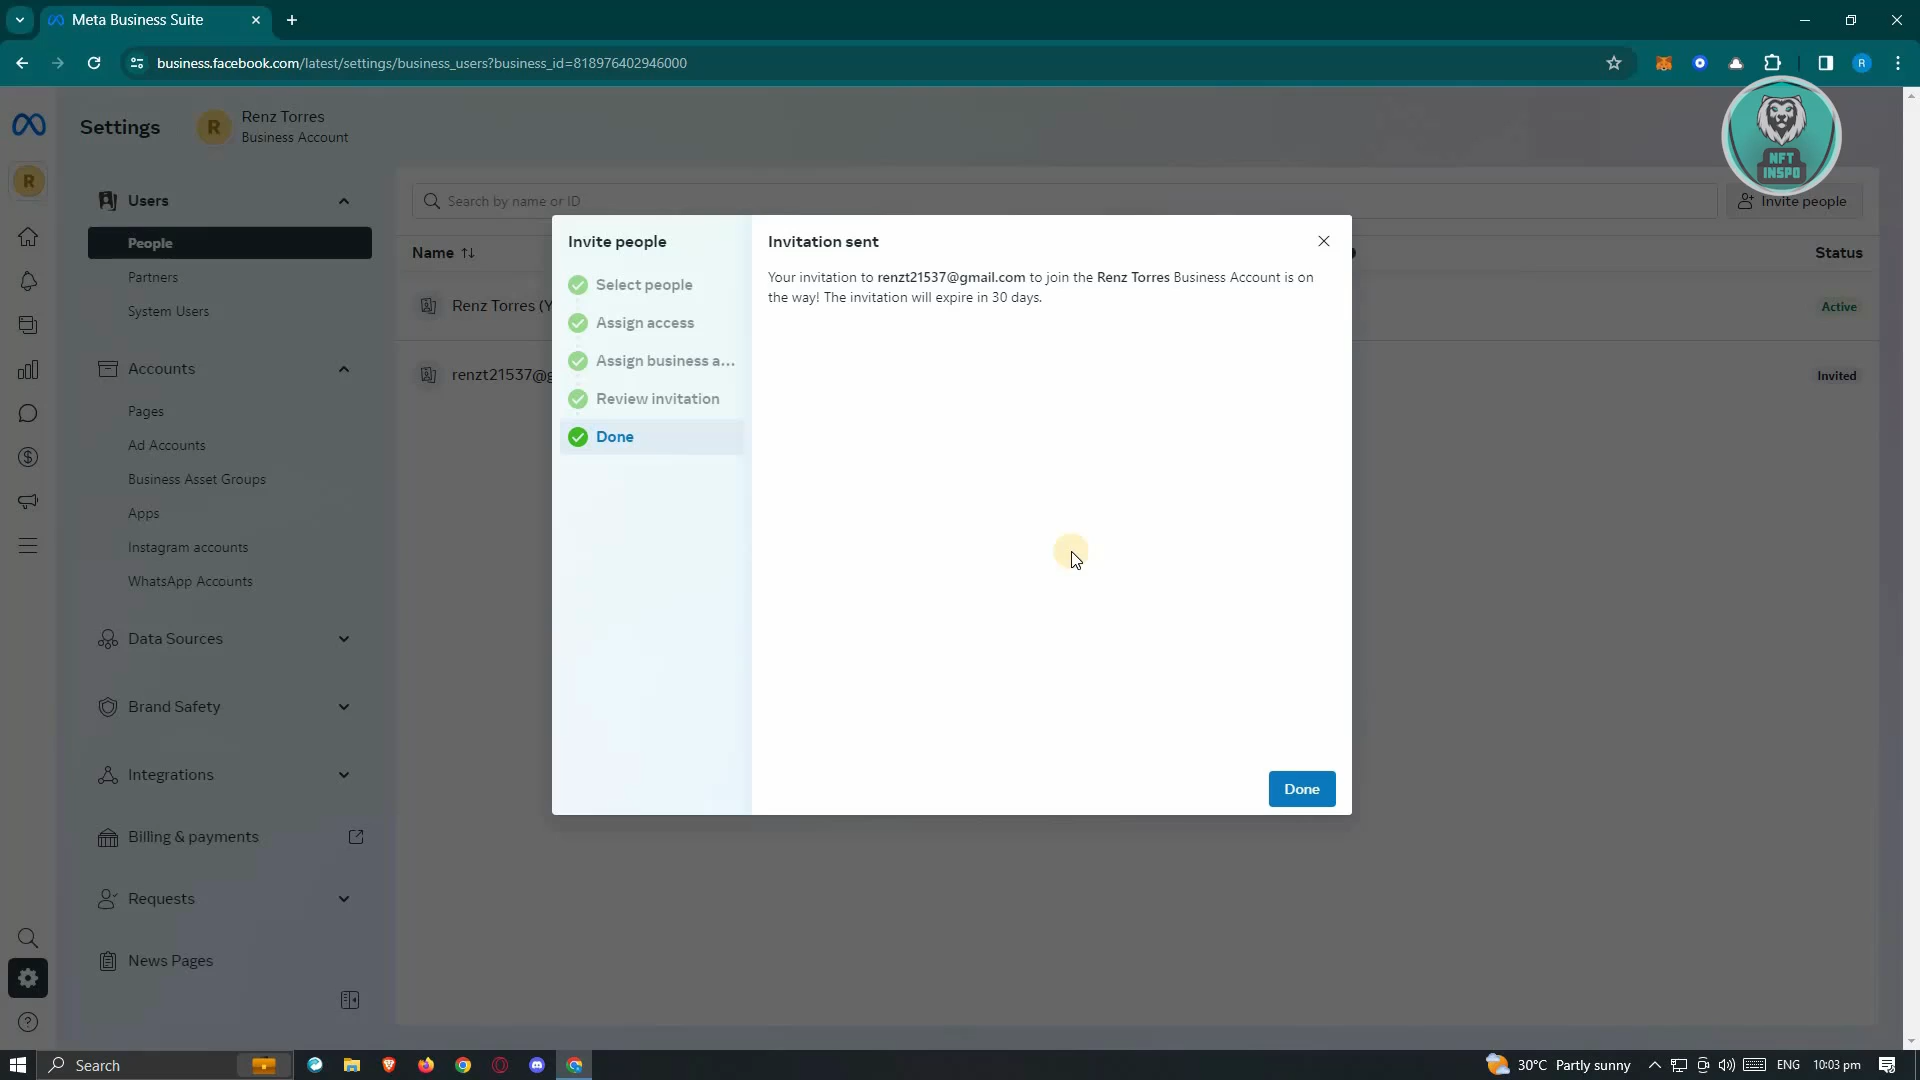 Meta Business Suite
business.facebook.com/latest/settings/business_users?business_id=818976402946000
R
Settings
R
Renz Torres
Business Account
NFT
INSPO
R
Users
People
Partners
System Users
Accounts
Pages
Ad Accounts
Business Asset Groups
Apps
Instagram accounts
WhatsApp Accounts
Data Sources
Brand Safety
Integrations
Billing & payments
Requests
News Pages
Search by name or ID
Invite people
Name
Status
Renz Torres (Y
Active
renzt21537@g
Invited
Invite people
Select people
Assign access
Assign business a...
Review invitation
Done
Invitation sent
Your invitation to renzt21537@gmail.com to join the Renz Torres Business Account is on
the way! The invitation will expire in 30 days.
Done
Search
30°C Partly sunny
ENG
10:03 pm